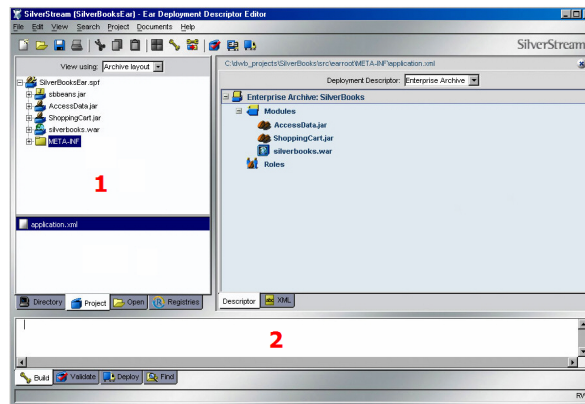 SilverStream [SilverBooksEar] - Ear Deployment Descriptor Editor
File Edit View Search Project Documents Help
SilverStream
View using: Archive layout
SilverBooksEar.spf
sbbeans.jar
AccessData.jar
ShoppingCart.jar
silverbooks.war
META-INF
1
application.xml
Directory Project Open Registries
C:\dwb_projects\SilverBooks\src\earroot\META-INF\application.xml
Deployment Descriptor: Enterprise Archive
Enterprise Archive: SilverBooks
Modules
AccessData.jar
ShoppingCart.jar
silverbooks.war
Roles
Descriptor XML
2
Build Validate Deploy Find